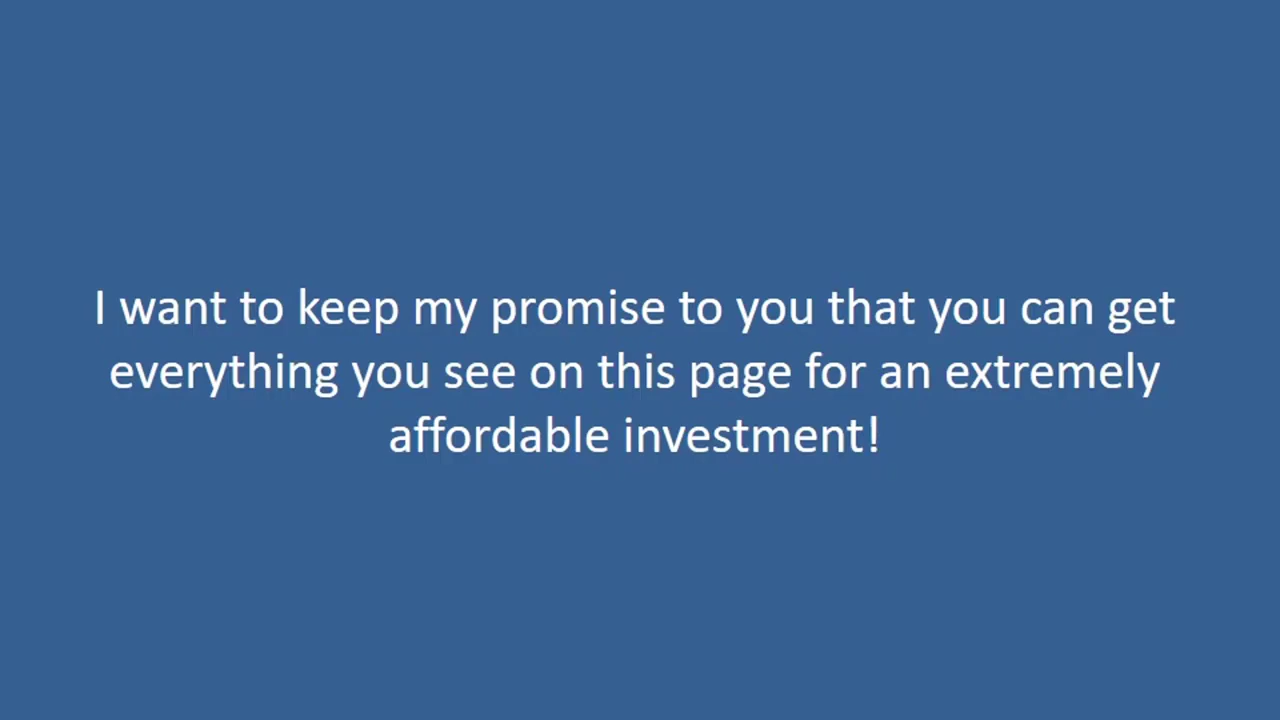 I want to keep my promise to you that you can get
everything you see on this page for an extremely
affordable investment!